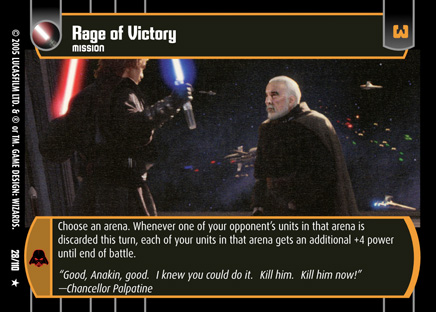 Rage of Victory
MISSION
3
Choose an arena. Whenever one of your opponent's units in that arena is
discarded this turn, each of your units in that arena gets an additional +4 power
until end of battle.
"Good, Anakin, good. I knew you could do it. Kill him. Kill him now!"
—Chancellor Palpatine
© 2005 LUCASFILM LTD. & ® or TM. GAME DESIGN: WIZARDS.
28/110 ★